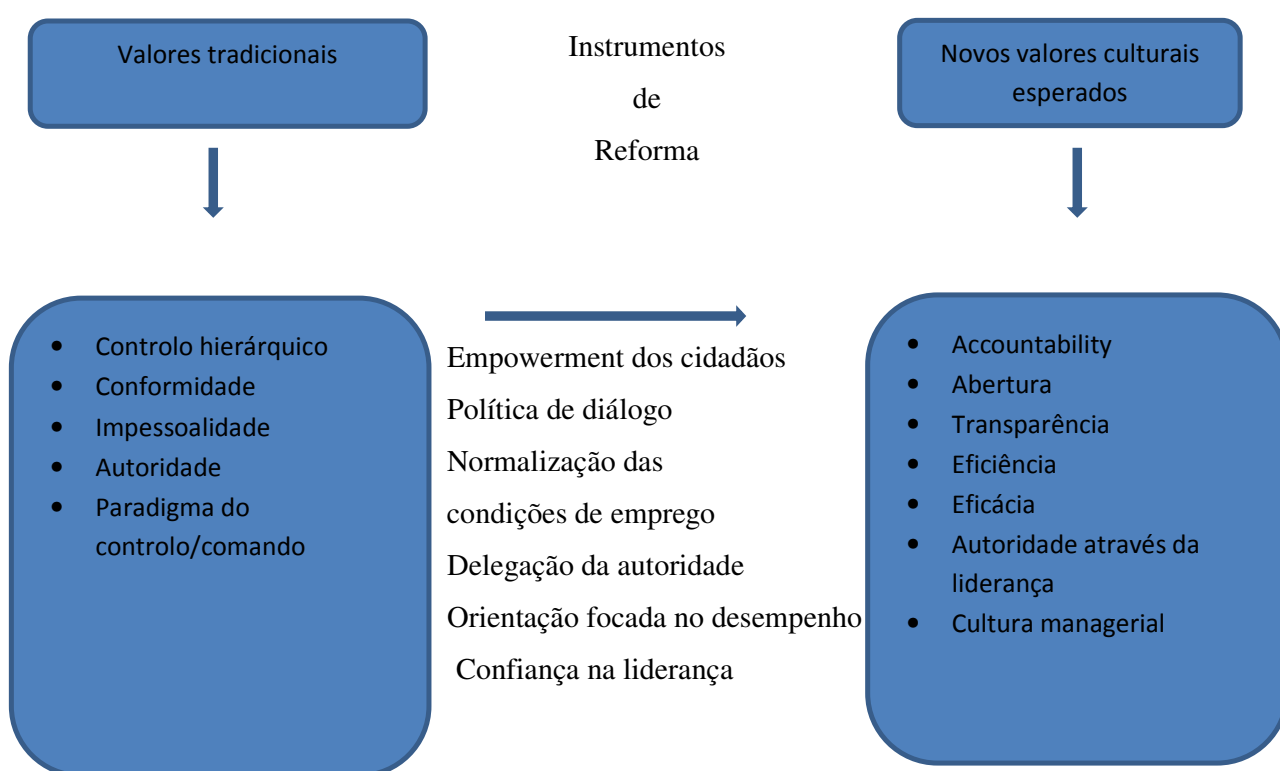 Valores tradicionais
Instrumentos
de
Reforma
Novos valores culturais
esperados
• Controlo hierárquico
• Conformidade
• Impessoalidade
• Autoridade
• Paradigma do
controlo/comando
Empowerment dos cidadãos
Política de diálogo
Normalização das
condições de emprego
Delegação da autoridade
Orientação focada no desempenho
Confiança na liderança
• Accountability
• Abertura
• Transparência
• Eficiência
• Eficácia
• Autoridade através da
liderança
• Cultura managerial